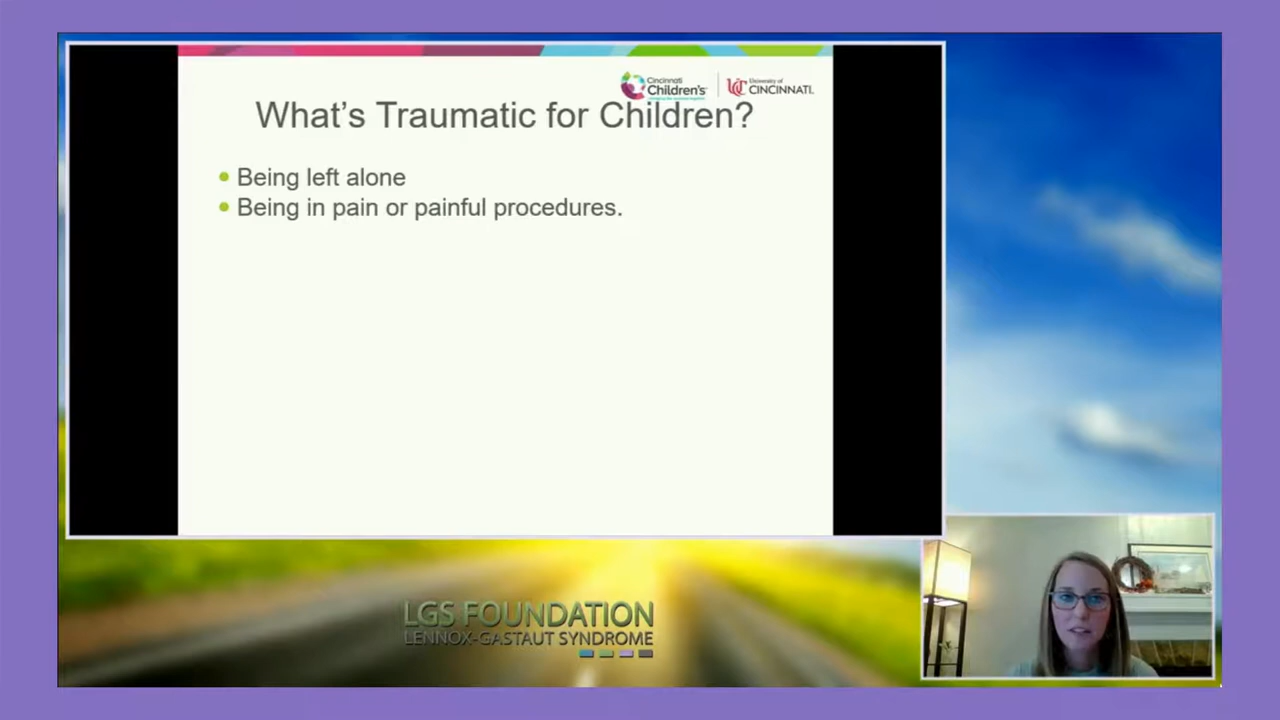 Cincinnati
Children's
University of
CINCINNATI.
What's Traumatic for Children?
Being left alone
Being in pain or painful procedures.
LGS FOUNDATION
LENNOX-GASTAUT SYNDROME